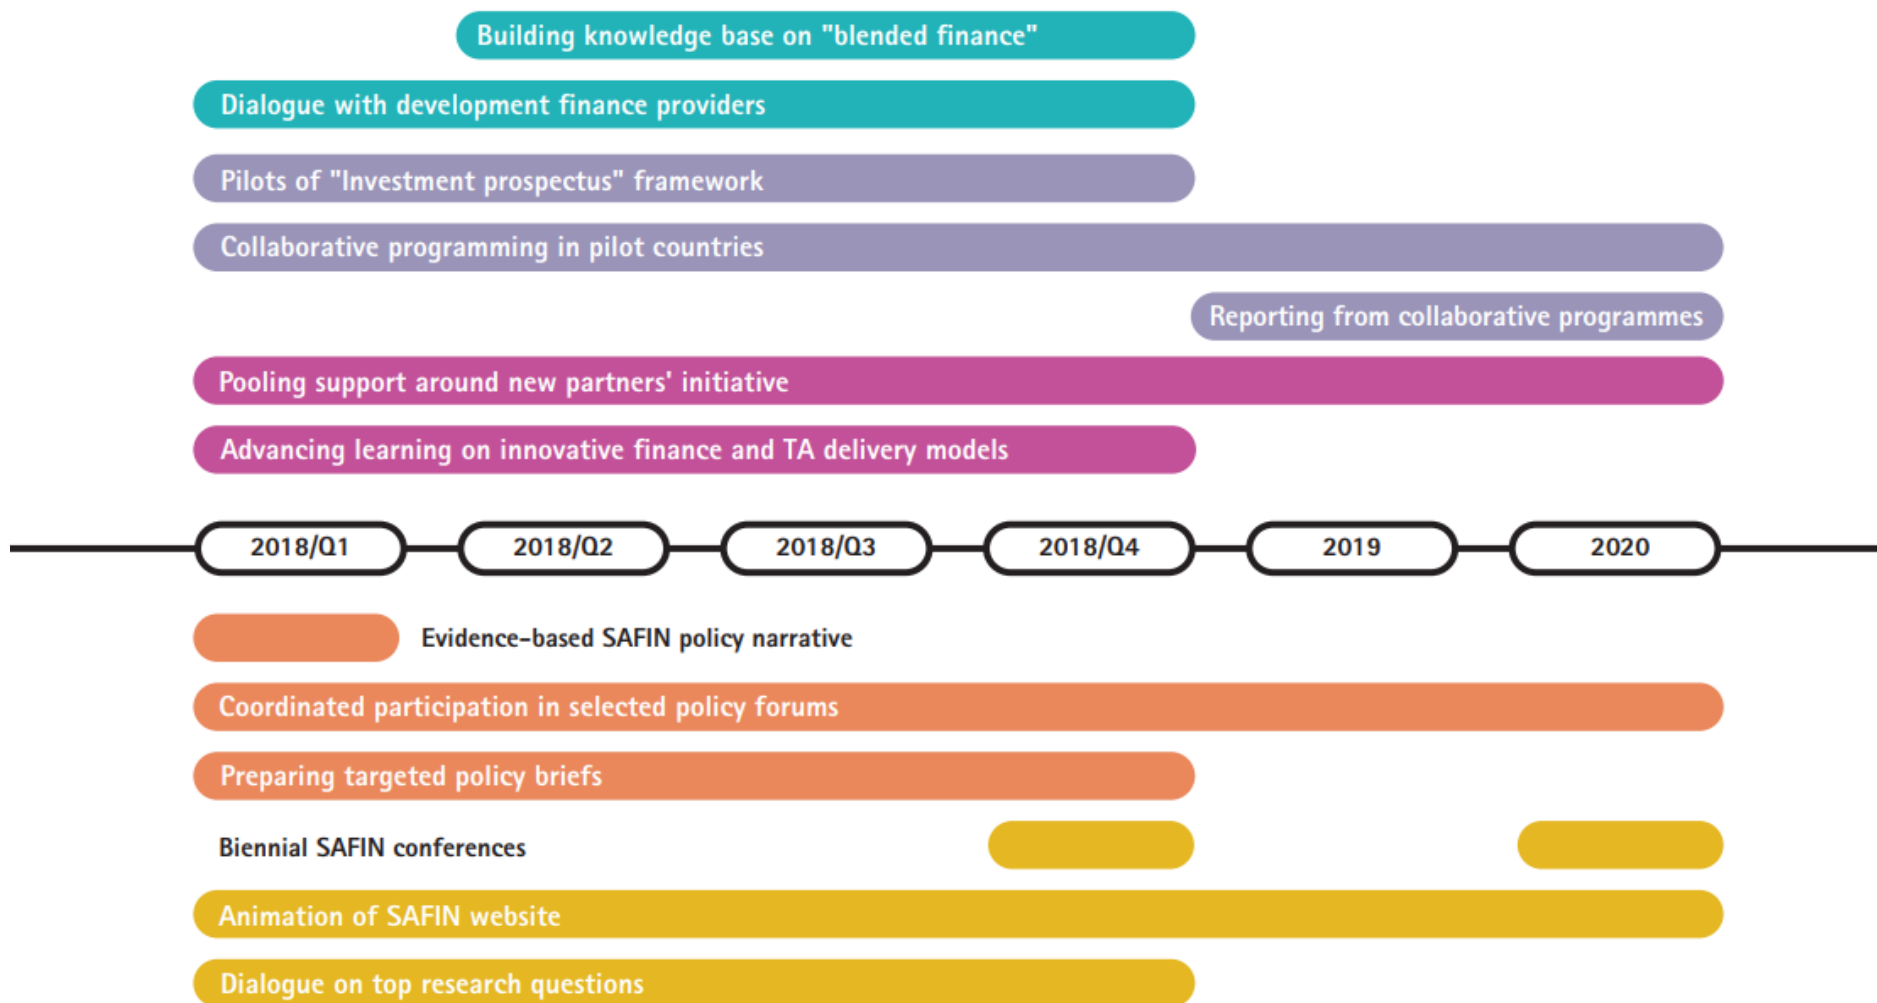 Building knowledge base on "blended finance"
Dialogue with development finance providers
Pilots of "Investment prospectus" framework
Collaborative programming in pilot countries
Reporting from collaborative programmes
Pooling support around new partners' initiative
Advancing learning on innovative finance and TA delivery models
2018/Q1 2018/Q2 2018/Q3 2018/Q4 2019 2020
Evidence-based SAFIN policy narrative
Coordinated participation in selected policy forums
Preparing targeted policy briefs
Biennial SAFIN conferences
Animation of SAFIN website
Dialogue on top research questions